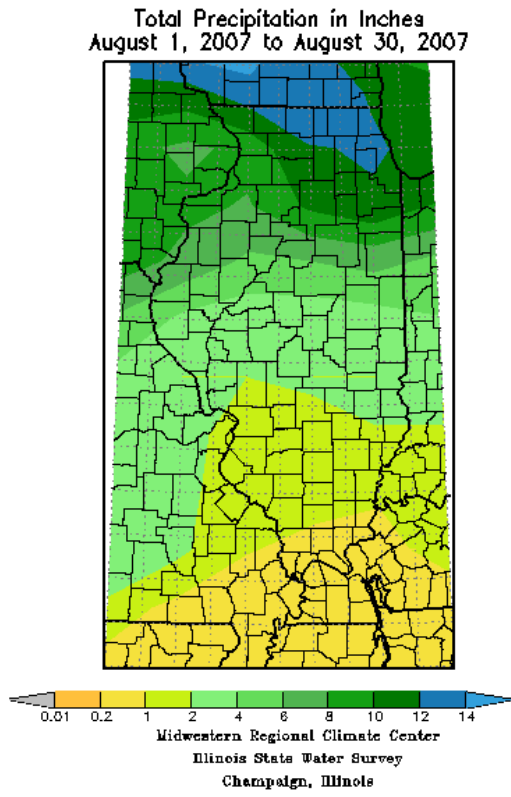 Total Precipitation in Inches
August 1, 2007 to August 30, 2007
0.01 0.2 1 2 4 6 8 10 12 14
Midwestern Regional Climate Center
Illinois State Water Survey
Champaign, Illinois